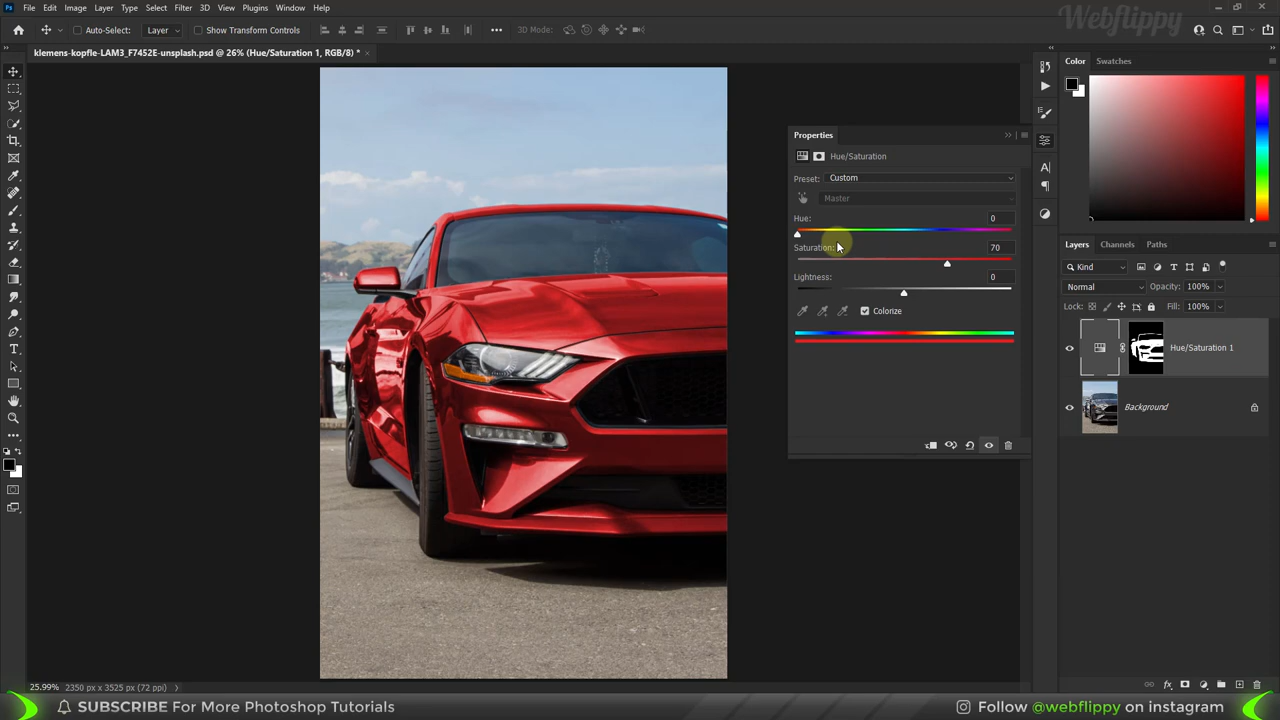 Ps File Edit Image Layer Type Select Filter 3D View Plugins Window Help
Webflippy
Auto-Select: Layer Show Transform Controls 3D Mode:
klemens-kopfle-LAM3_F7452E-unsplash.psd @ 26% (Hue/Saturation 1, RGB/8) *
Color Swatches
Properties
Hue/Saturation
Preset: Custom
Master
Hue: 0
Saturation: 70
Lightness: 0
Colorize
Layers Channels Paths
Kind
Normal Opacity: 100%
Lock: Fill: 100%
Hue/Saturation 1
Background
25.99% 2350 px x 3525 px (72 ppi)
SUBSCRIBE For More Photoshop Tutorials
Follow @webflippy on instagram